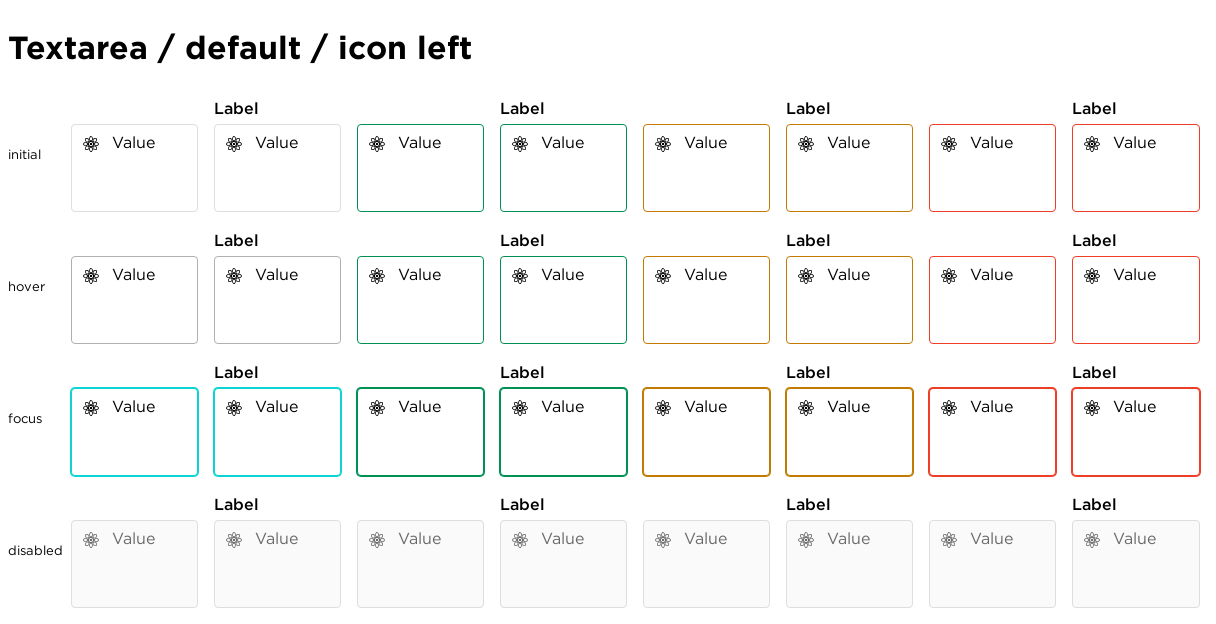 Textarea / default / icon left
Label Label Label Label
initial Value Value Value Value Value Value Value Value
Label Label Label Label
hover Value Value Value Value Value Value Value Value
Label Label Label Label
focus Value Value Value Value Value Value Value Value
Label Label Label Label
disabled Value Value Value Value Value Value Value Value